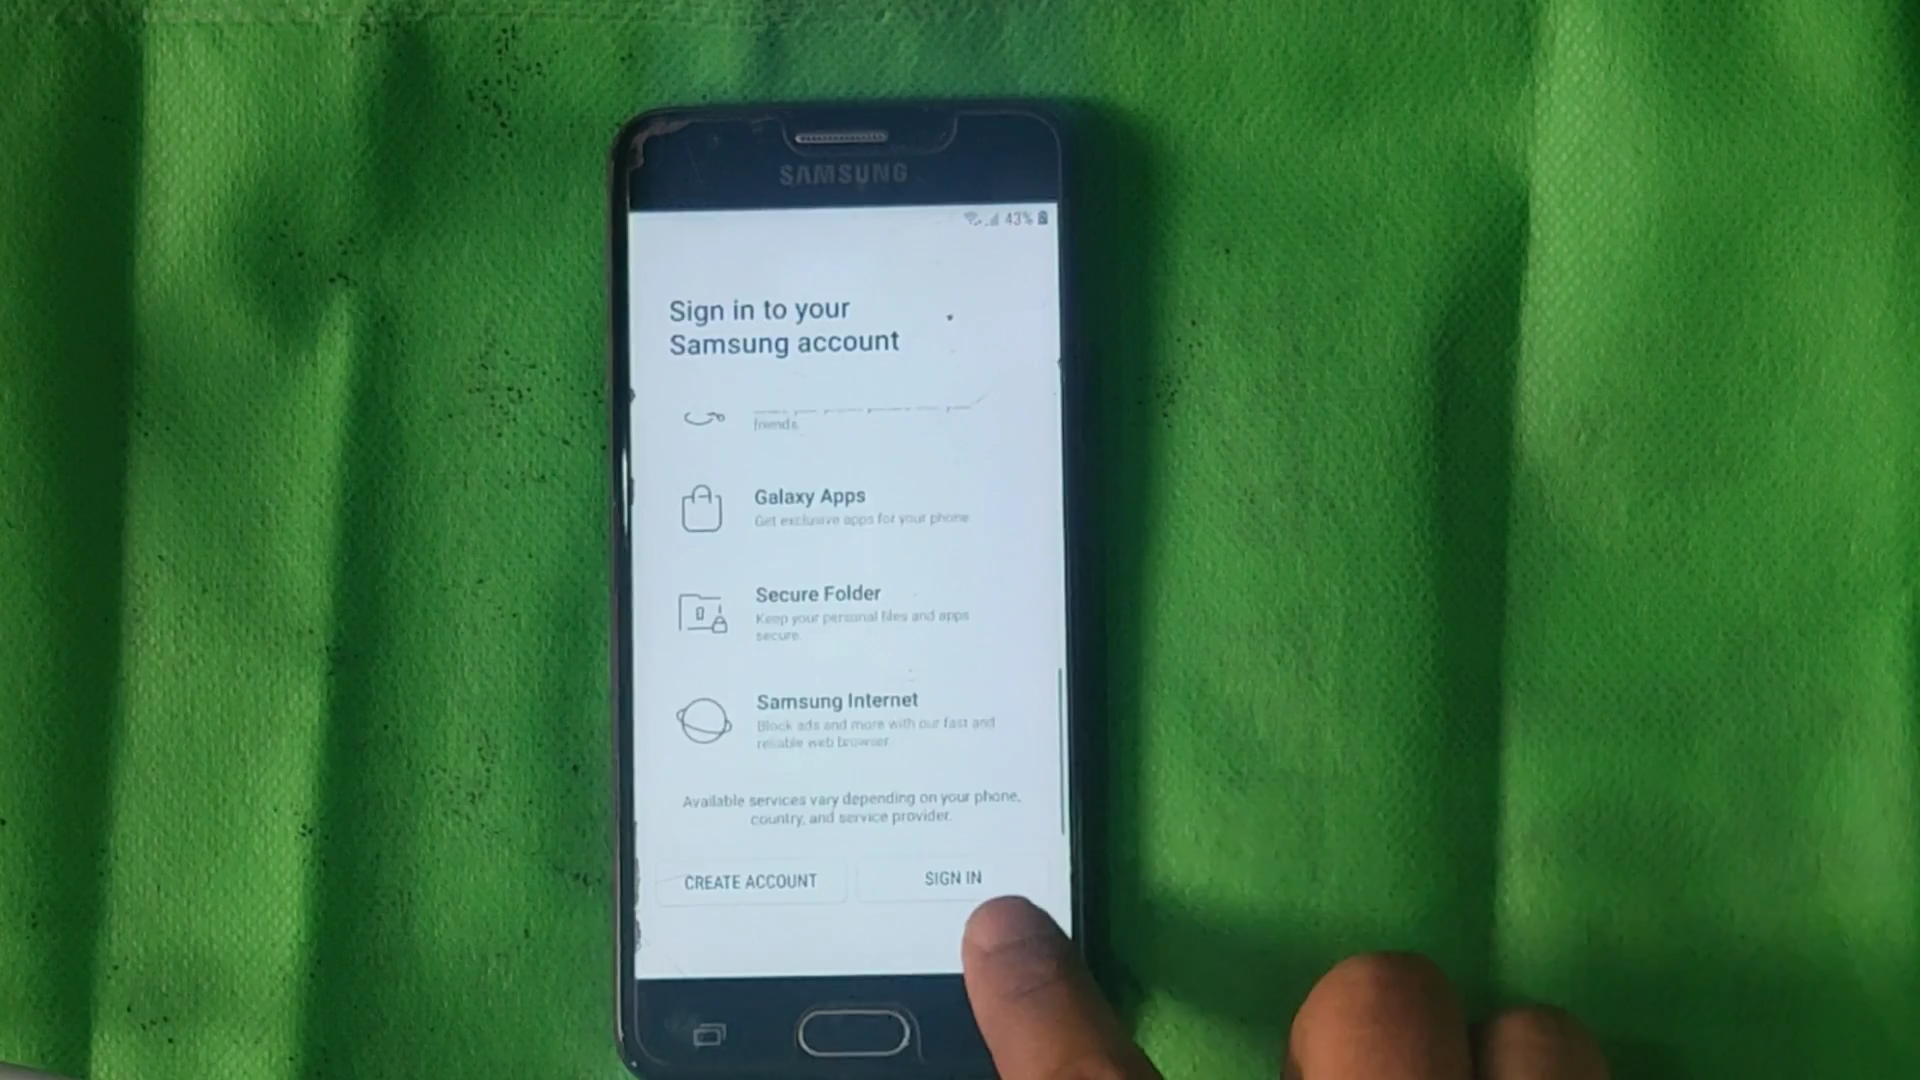 SAMSUNG
43%
Sign in to your
Samsung account
friends.
Galaxy Apps
Get exclusive apps for your phone.
Secure Folder
Keep your personal files and apps
secure.
Samsung Internet
Block ads and more with our fast and
reliable web browser.
Available services vary depending on your phone,
country, and service provider.
CREATE ACCOUNT
SIGN IN